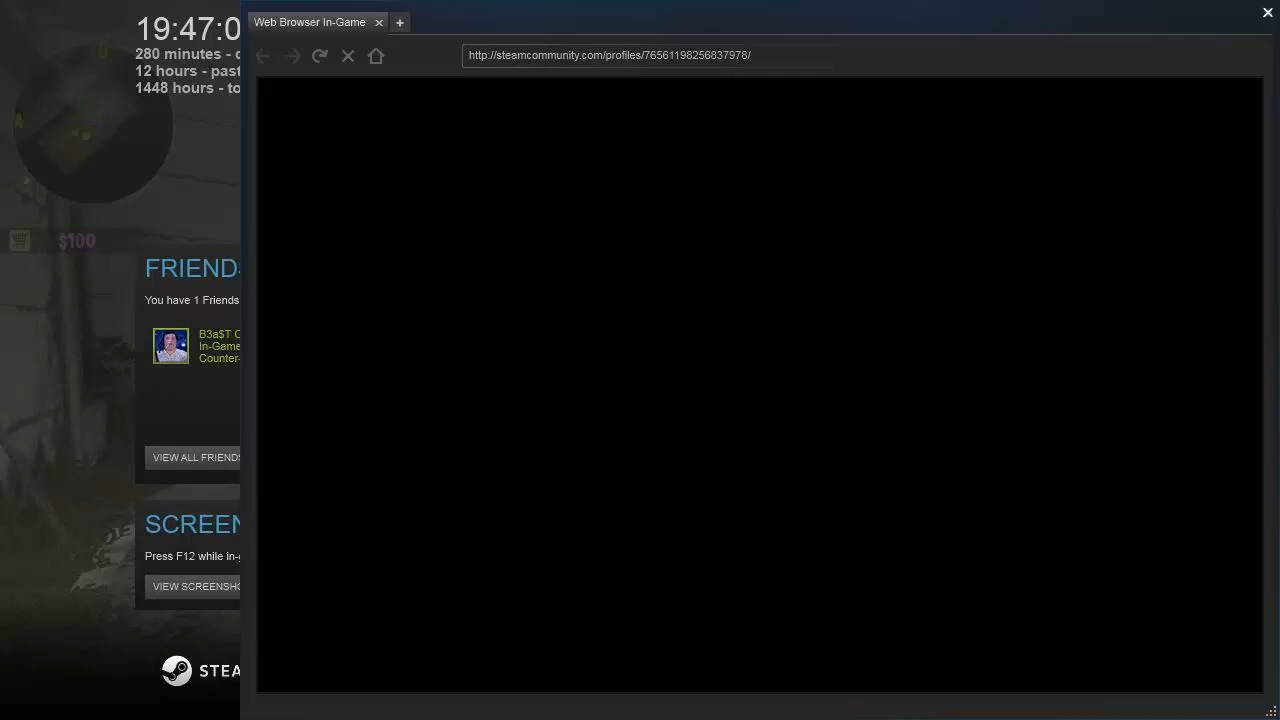 Web Browser In-Game
http://steamcommunity.com/profiles/76561198256837978/
19:47:0
280 minutes -
12 hours - past
1448 hours - to
$100
FRIENDS
You have 1 Friends
B3a$T
In-Game
Counter-
VIEW ALL FRIENDS
SCREEN
Press F12 while in-g
VIEW SCREENSHO
STEA